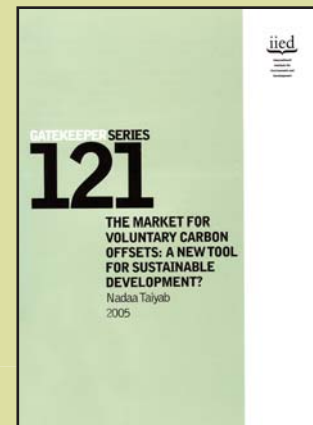 iied
GATEKEEPER SERIES
121
THE MARKET FOR
VOLUNTARY CARBON
OFFSETS: A NEW TOOL
FOR SUSTAINABLE
DEVELOPMENT?
Nadaa Taiyab
2005